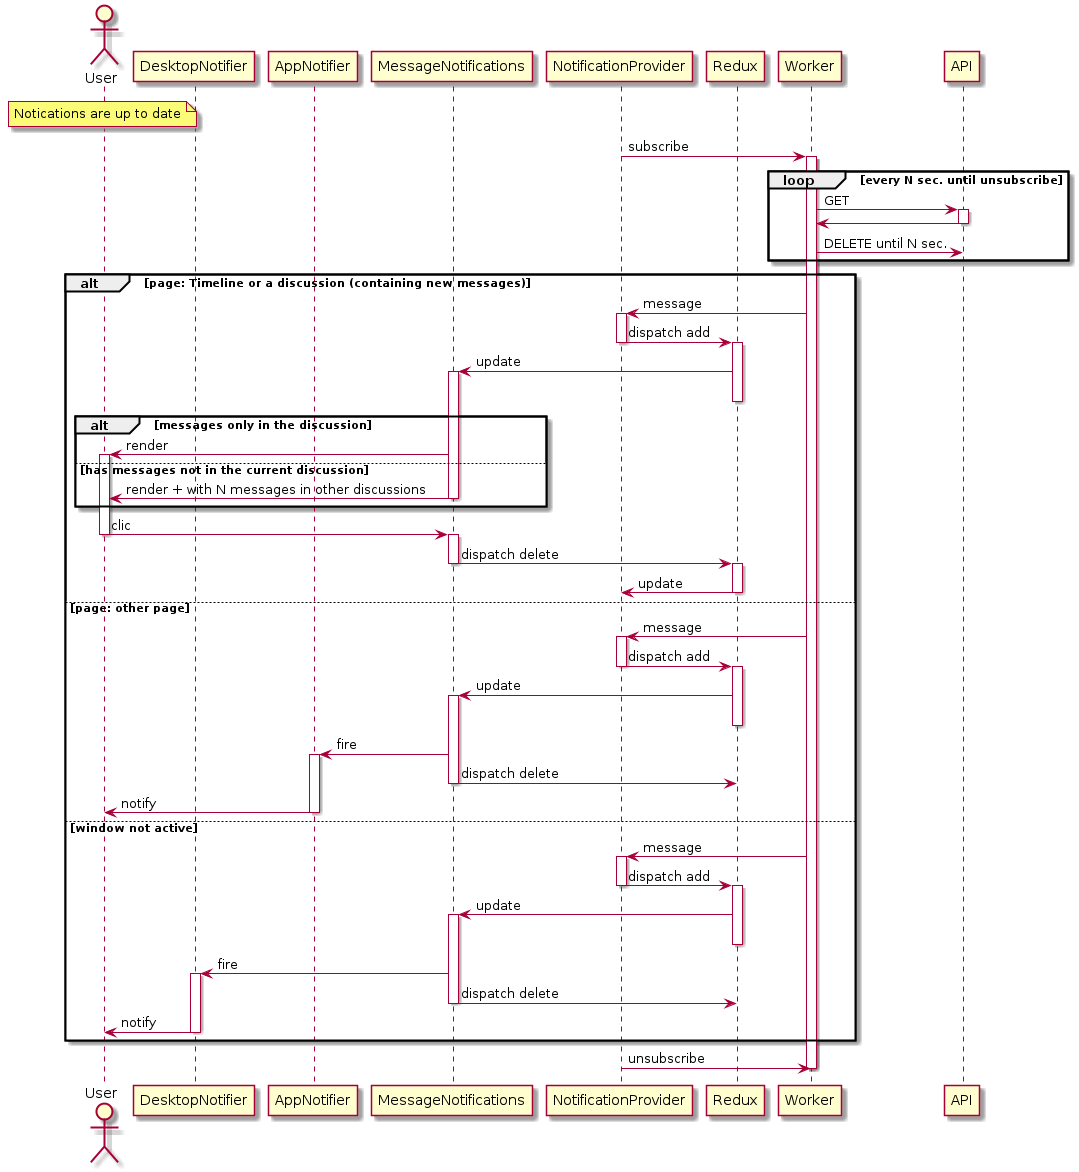 User
DesktopNotifier
AppNotifier
MessageNotifications
NotificationProvider
Redux
Worker
API
Notications are up to date
subscribe
loop
[every N sec. until unsubscribe]
GET
DELETE until N sec.
alt
[page: Timeline or a discussion (containing new messages)]
message
dispatch add
update
alt
[messages only in the discussion]
render
[has messages not in the current discussion]
render + with N messages in other discussions
clic
dispatch delete
update
[page: other page]
message
dispatch add
update
fire
dispatch delete
notify
[window not active]
message
dispatch add
update
fire
dispatch delete
notify
unsubscribe
User
DesktopNotifier
AppNotifier
MessageNotifications
NotificationProvider
Redux
Worker
API